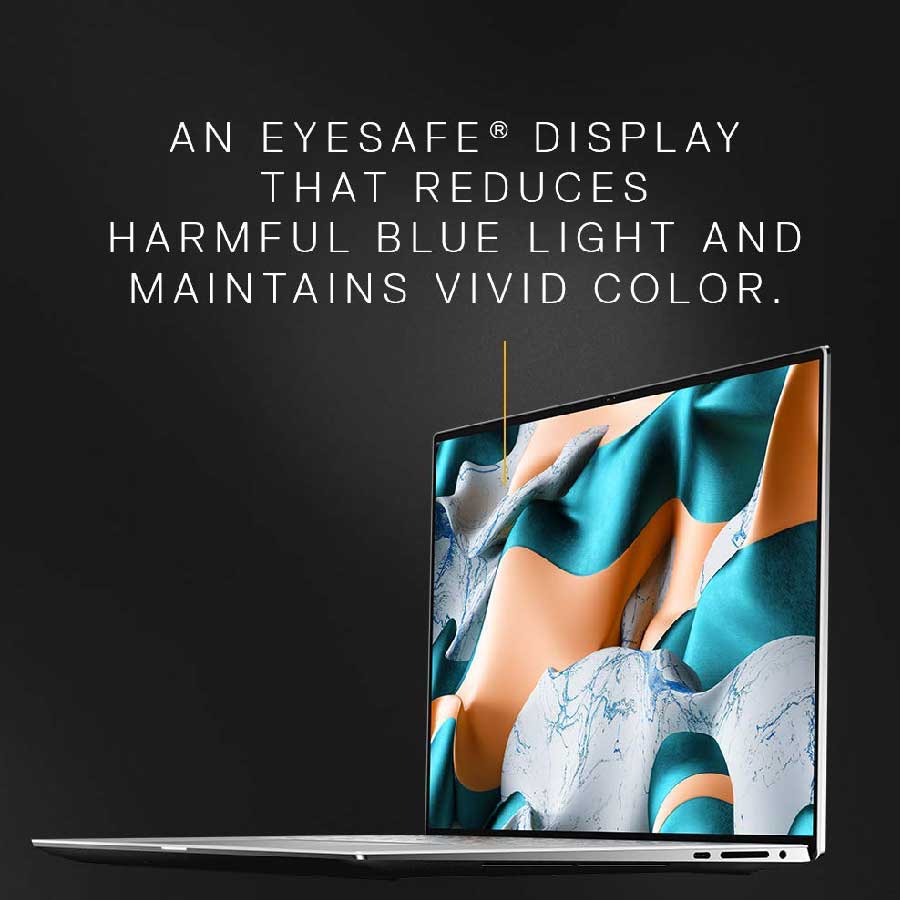 AN EYESAFE® DISPLAY
THAT REDUCES
HARMFUL BLUE LIGHT AND
MAINTAINS VIVID COLOR.